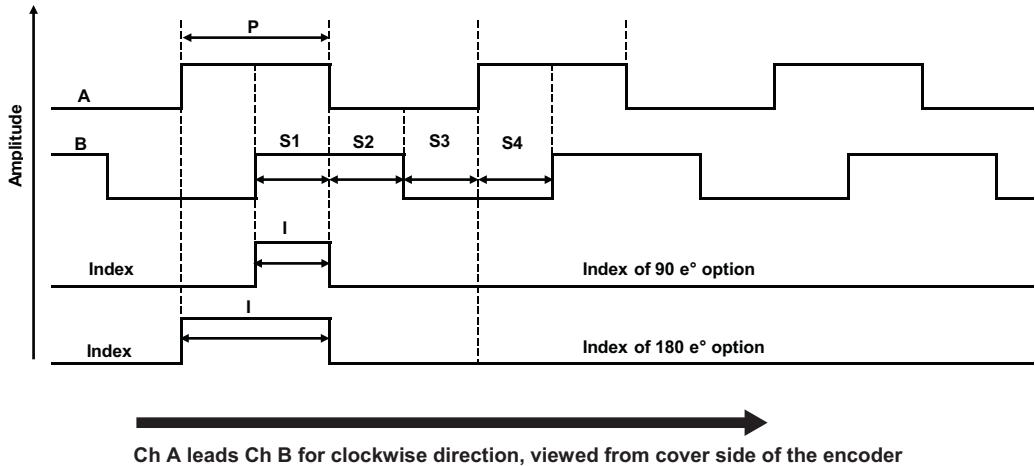 P
A
B
S1 S2 S3 S4
Amplitude
I
Index Index of 90 e° option
I
Index Index of 180 e° option
Ch A leads Ch B for clockwise direction, viewed from cover side of the encoder